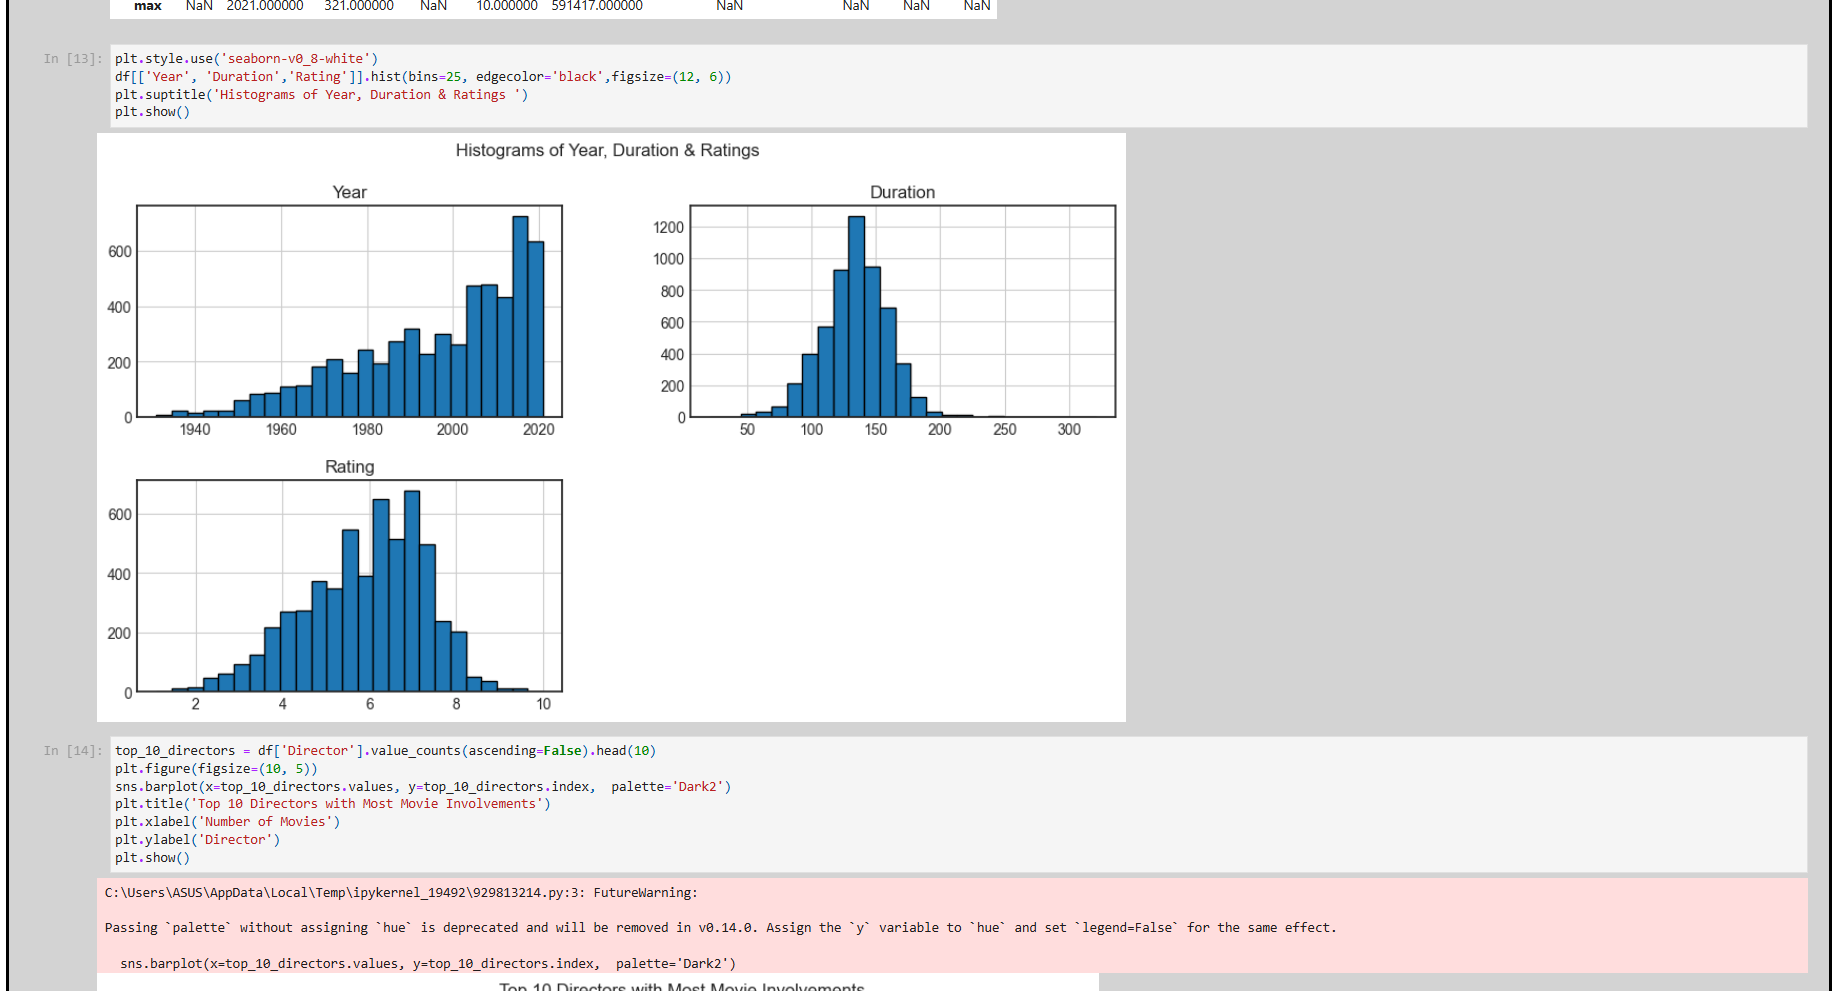 max NaN 2021.000000 321.000000 NaN 10.000000 591417.000000 NaN NaN NaN NaN
In [13]: plt.style.use('seaborn-v0_8-white')
df[['Year', 'Duration','Rating']].hist(bins=25, edgecolor='black',figsize=(12, 6))
plt.suptitle('Histograms of Year, Duration & Ratings ')
plt.show()
Histograms of Year, Duration & Ratings
Year
600
400
200
0
1940 1960 1980 2000 2020
Duration
1200
1000
800
600
400
200
0
50 100 150 200 250 300
Rating
600
400
200
0
2 4 6 8 10
In [14]: top_10_directors = df['Director'].value_counts(ascending=False).head(10)
plt.figure(figsize=(10, 5))
sns.barplot(x=top_10_directors.values, y=top_10_directors.index,  palette='Dark2')
plt.title('Top 10 Directors with Most Movie Involvements')
plt.xlabel('Number of Movies')
plt.ylabel('Director')
plt.show()
C:\Users\ASUS\AppData\Local\Temp\ipykernel_19492\929813214.py:3: FutureWarning:
Passing `palette` without assigning `hue` is deprecated and will be removed in v0.14.0. Assign the `y` variable to `hue` and set `legend=False` for the same effect.
sns.barplot(x=top_10_directors.values, y=top_10_directors.index,  palette='Dark2')
Top 10 Directors with Most Movie Involvements